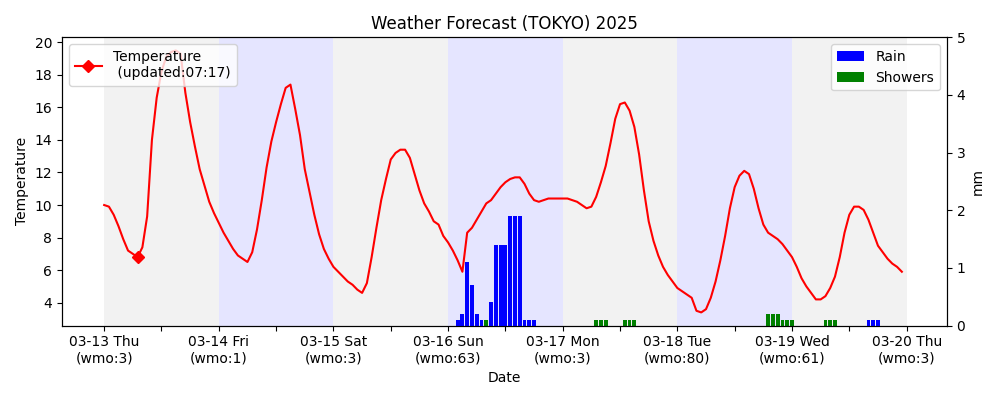 Weather Forecast (TOKYO) 2025
Temperature
(updated:07:17)
Rain
Showers
20
18
16
14
12
10
8
6
4
Temperature
5
4
3
2
1
0
mm
03-13 Thu
(wmo:3)
03-14 Fri
(wmo:1)
03-15 Sat
(wmo:3)
03-16 Sun
(wmo:63)
03-17 Mon
(wmo:3)
03-18 Tue
(wmo:80)
03-19 Wed
(wmo:61)
03-20 Thu
(wmo:3)
Date